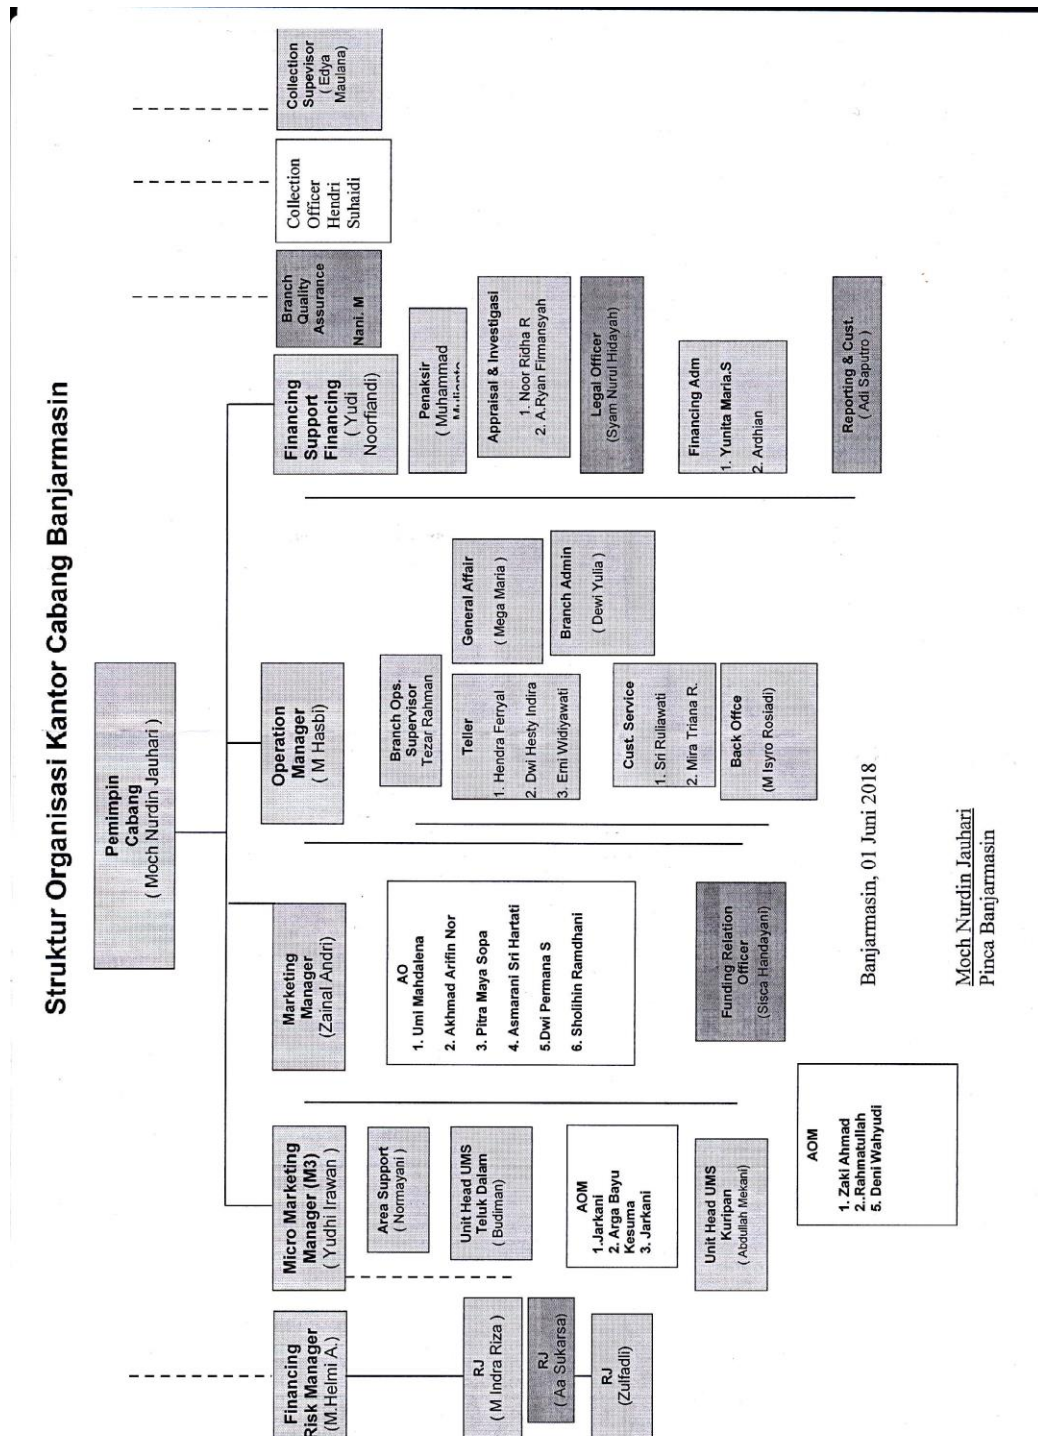 Struktur Organisasi Kantor Cabang Banjarmasin
Pemimpin
Cabang
( Moch Nurdin Jauhari )
Financing
Risk Manager
(M.Helmi A.)
Micro Marketing
Manager (M3)
( Yudhi Irawan )
Marketing
Manager
(Zainal Andri)
Operation
Manager
( M Hasbi)
Financing
Support
Financing
( Yudi
Noorfiandi)
Branch
Quality
Assurance
Nani. M
Collection
Officer
Hendri
Suhaidi
Collection
Supevisor
( Edya
Maulana)
RJ
( M Indra Riza )
RJ
( Aa Sukarsa)
RJ
(Zulfadli)
Area Support
( Normayani )
Unit Head UMS
Teluk Dalam
( Budiman)
AOM
1.Jarkani
2. Arga Bayu
Kesuma
3. Jarkani
Unit Head UMS
Kuripan
( Abdullah Mekani)
AOM
1. Zaki Ahmad
2..Rahmatullah
5. Deni Wahyudi
AO
1. Umi Mahdalena
2. Akhmad Arifin Nor
3. Pitra Maya Sopa
4. Asmarani Sri Hartati
5.Dwi Permana S
6. Sholihin Ramdhani
Funding Relation
Officer
(Sisca Handayani)
Branch Ops.
Supervisor
Tezar Rahman
Teller
1. Hendra Ferryal
2. Dwi Hesty Indira
3. Erni Widiyawati
General Affair
( Mega Maria )
Branch Admin
( Dewi Yulia )
Cust. Service
1. Sri Ruliawati
2. Mira Triana R.
Back Offce
(M Isyro Rosiadi)
Penaksir
( Muhammad
Appraisal & Investigasi
1. Noor Ridha R
2. A.Ryan Firmansyah
Legal Officer
(Syam Nurul Hidayah)
Financing Adm
1. Yunita Maria.S
2. Ardhian
Reporting & Cust.
( Adi Saputro )
Banjarmasin, 01 Juni 2018
Moch Nurdin Jauhari
Pinca Banjarmasin